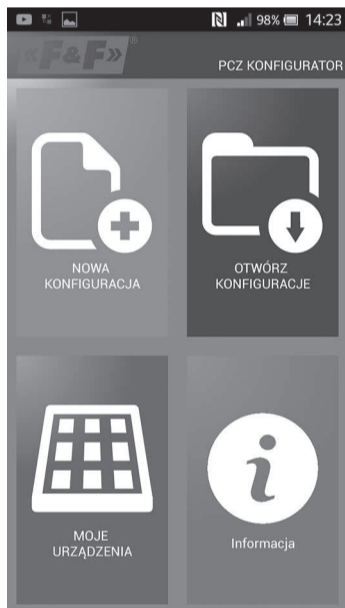 98% 14:23
«F&F»®
PCZ KONFIGURATOR
NOWA
KONFIGURACJA
OTWÓRZ
KONFIGURACJE
MOJE
URZĄDZENIA
Informacja